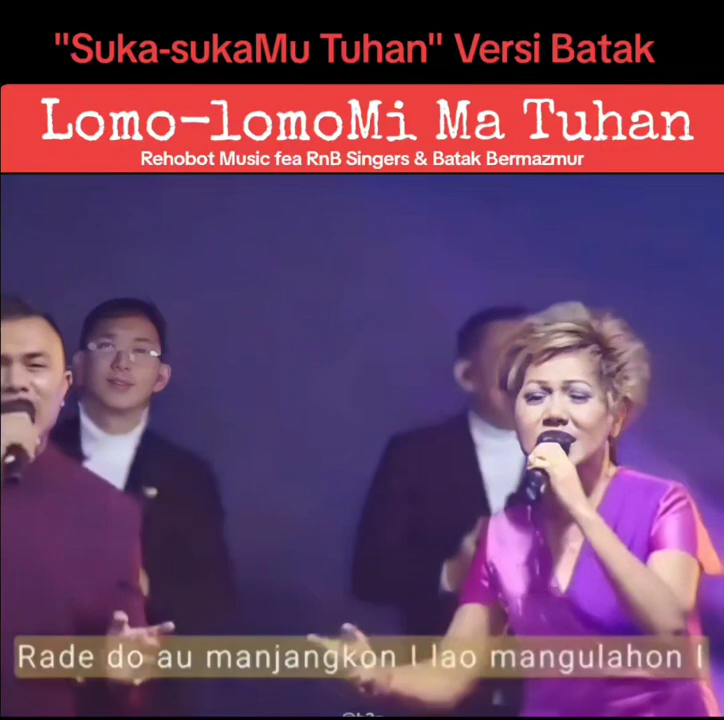 "Suka-sukaMu Tuhan" Versi Batak
Lomo-lomoMi Ma Tuhan
Rehobot Music fea RnB Singers & Batak Bermazmur
Rade do au manjangkon I lao mangulahon I